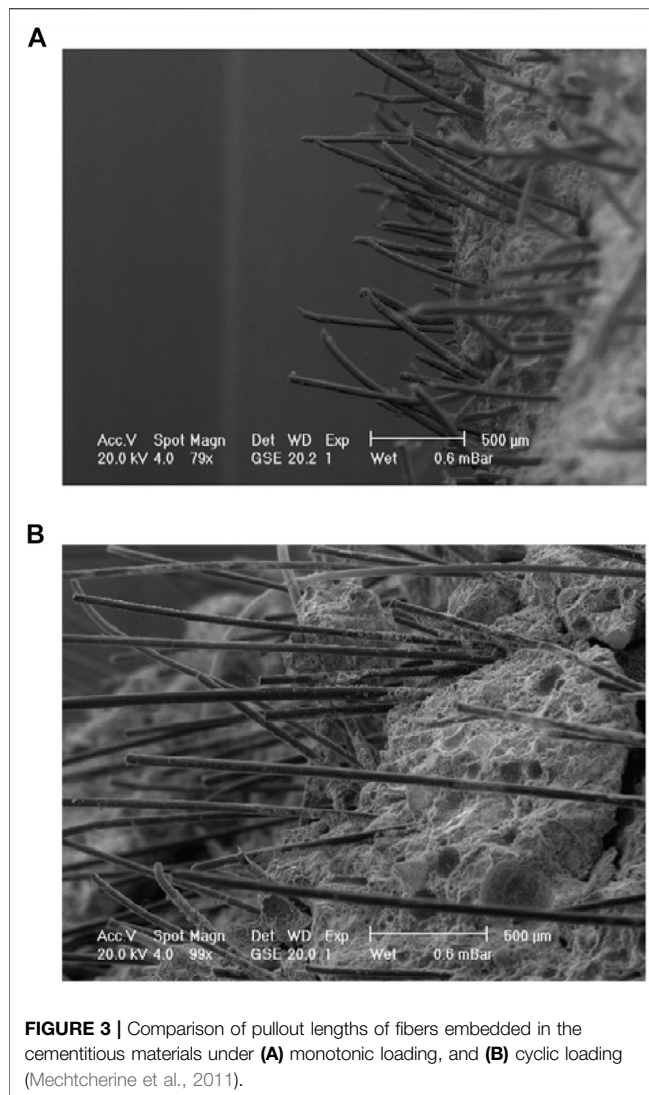 A
Acc.V Spot Magn Det WD Exp 500 µm
20.0 kV 4.0 79x GSE 20.2 1 Wet 0.6 mBar
B
Acc.V Spot Magn Det WD Exp 500 µm
20.0 kV 4.0 99x GSE 20.0 1 Wet 0.6 mBar
FIGURE 3 | Comparison of pullout lengths of fibers embedded in the
cementitious materials under (A) monotonic loading, and (B) cyclic loading
(Mechtcherine et al., 2011).